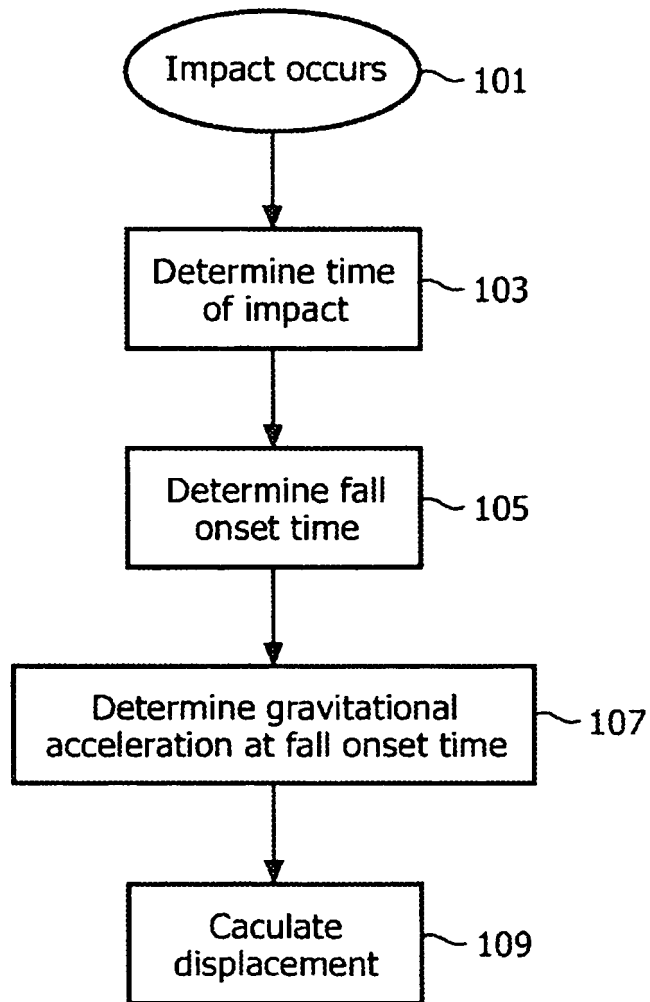 Impact occurs
101
Determine time
of impact
103
Determine fall
onset time
105
Determine gravitational
acceleration at fall onset time
107
Caculate
displacement
109